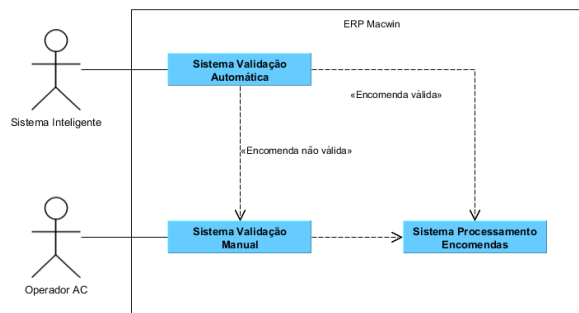 ERP Macwin
Sistema Validação
Automática
Sistema Inteligente
«Encomenda válida»
«Encomenda não válida»
Sistema Validação
Manual
Sistema Processamento
Encomendas
Operador AC